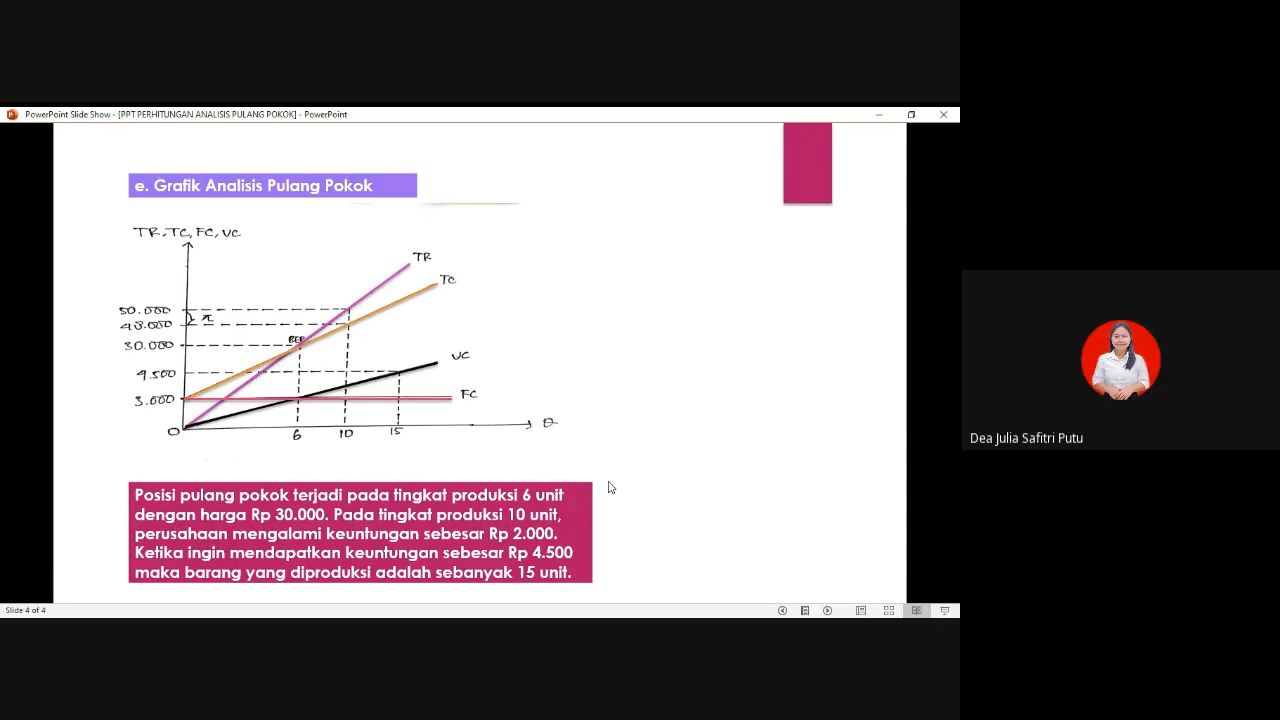 PowerPoint Slide Show - [PPT PERHITUNGAN ANALISIS PULANG POKOK] - PowerPoint
e. Grafik Analisis Pulang Pokok
TR, TC, FC, VC
TR
TC
50.000
π
48.000
30.000
BEP
VC
4.500
FC
3.000
0
6
10
15
Posisi pulang pokok terjadi pada tingkat produksi 6 unit
dengan harga Rp 30.000. Pada tingkat produksi 10 unit,
perusahaan mengalami keuntungan sebesar Rp 2.000.
Ketika ingin mendapatkan keuntungan sebesar Rp 4.500
maka barang yang diproduksi adalah sebanyak 15 unit.
Dea Julia Safitri Putu
Slide 4 of 4